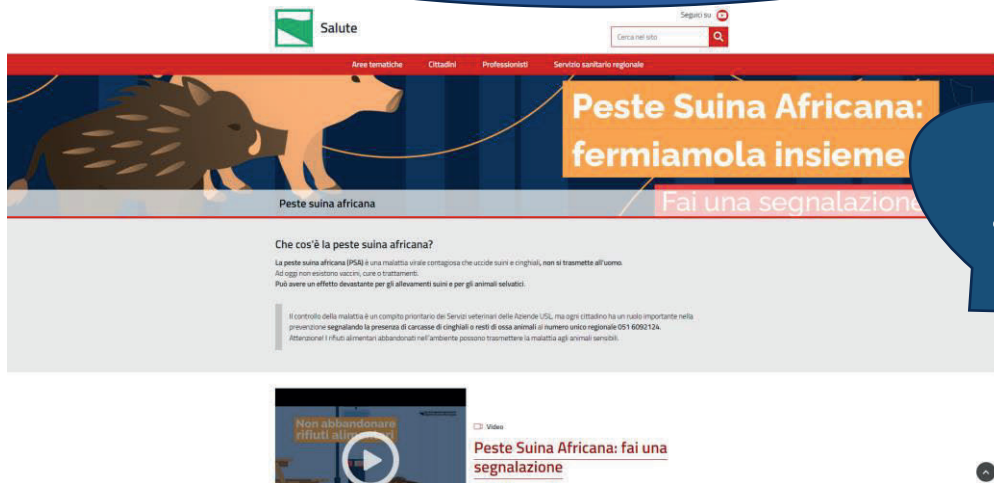 Seguici su
Salute
Cerca nel sito
Aree tematiche Cittadini Professionisti Servizio sanitario regionale
Peste Suina Africana:
fermiamola insieme
Fai una segnalazione
Peste suina africana
Che cos'è la peste suina africana?
La peste suina africana (PSA) è una malattia virale contagiosa che uccide suini e cinghiali, non si trasmette all'uomo.
Ad oggi non esistono vaccini, cure o trattamenti.
Può avere un effetto devastante per gli allevamenti suini e per gli animali selvatici.
Il controllo della malattia è un compito prioritario dei Servizi veterinari delle Aziende USL, ma ogni cittadino ha un ruolo importante nella
prevenzione segnalando la presenza di carcasse di cinghiali o resti di ossa animali al numero unico regionale 051 6092124.
Attenzione! I rifiuti alimentari abbandonati nell'ambiente possono trasmettere la malattia agli animali sensibili.
Non abbandonare
rifiuti alimentari
Video
Peste Suina Africana: fai una
segnalazione